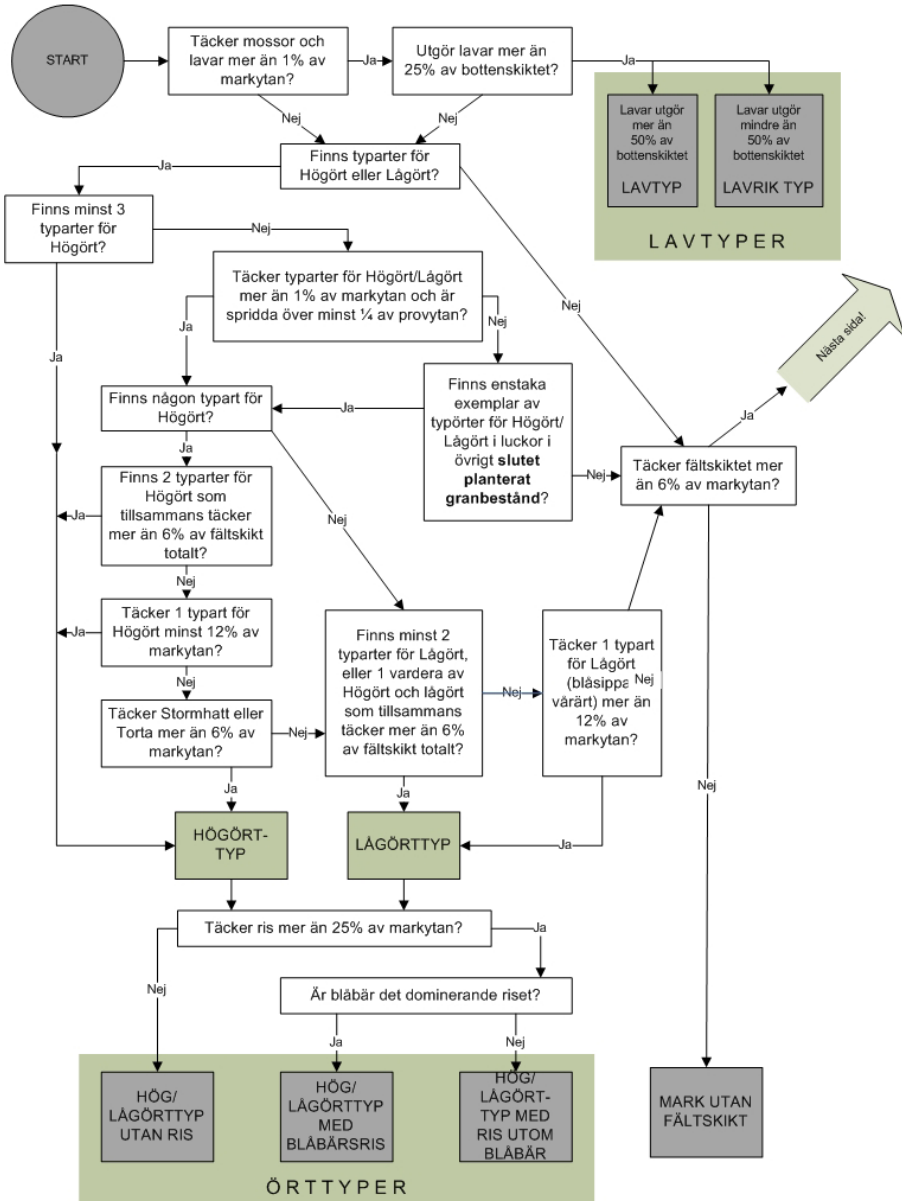 START
Täcker mossor och
lavar mer än 1% av
markytan?
Ja
Utgör lavar mer än
25% av bottenskiktet?
Ja
Nej
Nej
Lavar utgör
mer än
50% av
bottenskiktet
LAVTYP
Lavar utgör
mindre än
50% av
bottenskiktet
LAVRIK TYP
LAVTYPER
Finns typarter för
Högört eller Lågört?
Ja
Nej
Finns minst 3
typarter för
Högört?
Nej
Ja
Täcker typarter för Högört/Lågört
mer än 1% av markytan och är
spridda över minst ¼ av provytan?
Ja
Nej
Nästa sida!
Finns någon typart för
Högört?
Ja
Finns enstaka
exemplar av
typörter för Högört/
Lågört i luckor i
övrigt slutet
planterat
granbestånd?
Nej
Täcker fältskiktet mer
än 6% av markytan?
Ja
Ja
Nej
Finns 2 typarter för
Högört som
tillsammans täcker
mer än 6% av fältskikt
totalt?
Ja
Nej
Täcker 1 typart för
Högört minst 12% av
markytan?
Ja
Nej
Täcker Stormhatt eller
Torta mer än 6% av
markytan?
Nej
Ja
Finns minst 2
typarter för Lågört,
eller 1 vardera av
Högört och lågört
som tillsammans
täcker mer än 6%
av fältskikt totalt?
Nej
Ja
Täcker 1 typart
för Lågört
(blåsippa
vårärt) mer än
12% av
markytan?
Nej
Ja
Nej
HÖGÖRT-
TYP
LÅGÖRTTYP
Täcker ris mer än 25% av markytan?
Nej
Ja
Är blåbär det dominerande riset?
Ja
Nej
HÖG/
LÅGÖRTTYP
UTAN RIS
HÖG/
LÅGÖRTTYP
MED
BLÅBÄRSRIS
HÖG/
LÅGÖRT-
TYP MED
RIS UTOM
BLÅBÄR
ÖRTTYPER
MARK UTAN
FÄLTSKIKT